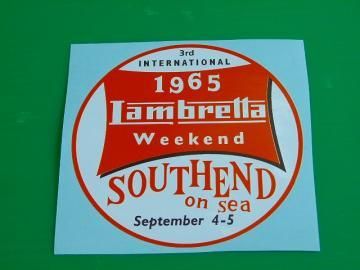 3rd
INTERNATIONAL
1965
Lambretta
Weekend
SOUTHEND
on sea
September 4-5